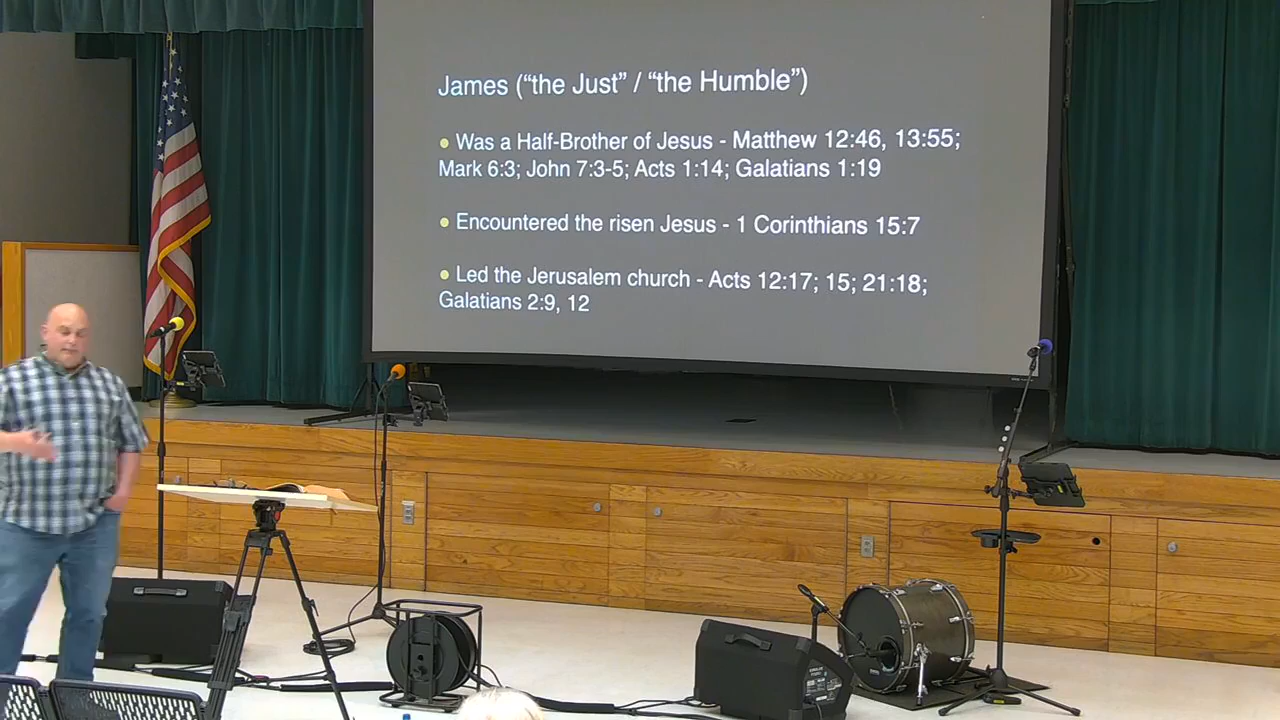 James (“the Just” / “the Humble”)
• Was a Half-Brother of Jesus - Matthew 12:46, 13:55;
Mark 6:3; John 7:3-5; Acts 1:14; Galatians 1:19
• Encountered the risen Jesus - 1 Corinthians 15:7
• Led the Jerusalem church - Acts 12:17; 15; 21:18;
Galatians 2:9, 12